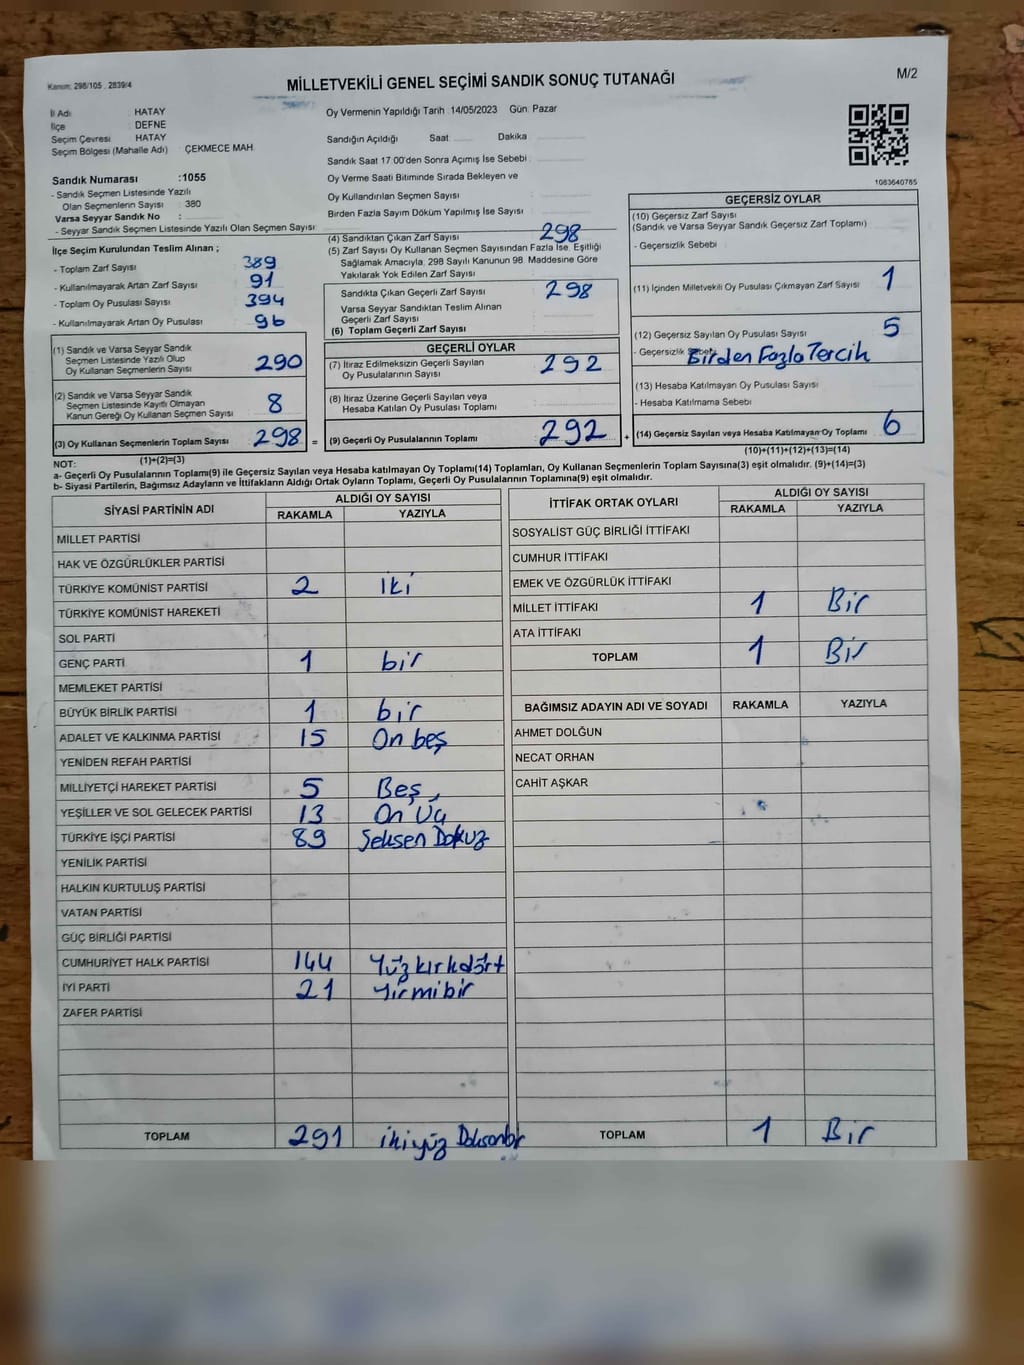 Kanun: 298/105 , 2839/4
MİLLETVEKİLİ GENEL SEÇİMİ SANDIK SONUÇ TUTANAĞI
M/2
İl Adı : HATAY
İlçe : DEFNE
Seçim Çevresi : HATAY
Seçim Bölgesi (Mahalle Adı) ÇEKMECE MAH
Sandık Numarası :1055
- Sandık Seçmen Listesinde Yazılı
Olan Seçmenlerin Sayısı : 380
Varsa Seyyar Sandık No :
- Seyyar Sandık Seçmen Listesinde Yazılı Olan Seçmen Sayısı:
Oy Vermenin Yapıldığı Tarih :14/05/2023 Gün: Pazar
Sandığın Açıldığı Saat Dakika
Sandık Saat 17:00'den Sonra Açımış İse Sebebi :
Oy Verme Saati Bitiminde Sırada Bekleyen ve
Oy Kullandırılan Seçmen Sayısı :
Birden Fazla Sayım Döküm Yapılmış İse Sayısı :
1083640785
İlçe Seçim Kurulundan Teslim Alınan ;
- Toplam Zarf Sayısı : 389
- Kullanılmayarak Artan Zarf Sayısı : 91
- Toplam Oy Pusulası Sayısı : 394
- Kullanılmayarak Artan Oy Pusulası : 96
(4) Sandıktan Çıkan Zarf Sayısı 298
(5) Zarf Sayısı Oy Kullanan Seçmen Sayısından Fazla İse, Eşitliği
Sağlamak Amacıyla, 298 Sayılı Kanunun 98. Maddesine Göre
Yakılarak Yok Edilen Zarf Sayısı :
Sandıkta Çıkan Geçerli Zarf Sayısı : 298
Varsa Seyyar Sandıktan Teslim Alınan
Geçerli Zarf Sayısı
(6) Toplam Geçerli Zarf Sayısı
GEÇERSİZ OYLAR
(10) Geçersiz Zarf Sayısı
(Sandık ve Varsa Seyyar Sandık Geçersiz Zarf Toplamı)
- Geçersizlik Sebebi :
(11) İçinden Milletvekili Oy Pusulası Çıkmayan Zarf Sayısı 1
(12) Geçersiz Sayılan Oy Pusulası Sayısı 5
- Geçersizlik Sebebi Birden Fazla Tercih
(13) Hesaba Katılmayan Oy Pusulası Sayısı
- Hesaba Katılmama Sebebi
(14) Geçersiz Sayılan veya Hesaba Katılmayan Oy Toplamı 6
(10)+(11)+(12)+(13)=(14)
(1) Sandık ve Varsa Seyyar Sandık
Seçmen Listesinde Yazılı Olup
Oy Kullanan Seçmenlerin Sayısı 290
(2) Sandık ve Varsa Seyyar Sandık
Seçmen Listesinde Kayıtlı Olmayan
Kanun Gereği Oy Kullanan Seçmen Sayısı 8
(3) Oy Kullanan Seçmenlerin Toplam Sayısı 298 =
(1)+(2)=(3)
GEÇERLİ OYLAR
(7) İtiraz Edilmeksizin Geçerli Sayılan
Oy Pusulalarının Sayısı 292
(8) İtiraz Üzerine Geçerli Sayılan veya
Hesaba Katılan Oy Pusulası Toplamı
(9) Geçerli Oy Pusulalarının Toplamı 292 +
NOT:
a- Geçerli Oy Pusulaları Toplamı(9) ile Geçersiz Sayılan veya Hesaba katılmayan Oy Toplamı(14) Toplamları, Oy Kullanan Seçmenlerin Toplam Sayısına(3) eşit olmalıdır. (9)+(14)=(3)
b- Siyasi Partilerin, Bağımsız Adayların ve İttifakların Aldığı Ortak Oyların Toplamı, Geçerli Oy Pusulalarının Toplamına(9) eşit olmalıdır.
SİYASİ PARTİNİN ADI ALDIĞI OY SAYISI
RAKAMLA YAZIYLA
MİLLET PARTİSİ
HAK VE ÖZGÜRLÜKLER PARTİSİ
TÜRKİYE KOMÜNİST PARTİSİ 2 iki
TÜRKİYE KOMÜNİST HAREKETİ
SOL PARTİ
GENÇ PARTİ 1 bir
MEMLEKET PARTİSİ
BÜYÜK BİRLİK PARTİSİ 1 bir
ADALET VE KALKINMA PARTİSİ 15 On beş
YENİDEN REFAH PARTİSİ
MİLLİYETÇİ HAREKET PARTİSİ 5 Beş
YEŞİLLER VE SOL GELECEK PARTİSİ 13 On Üç
TÜRKİYE İŞÇİ PARTİSİ 89 Seksen Dokuz
YENİLİK PARTİSİ
HALKIN KURTULUŞ PARTİSİ
VATAN PARTİSİ
GÜÇ BİRLİĞİ PARTİSİ
CUMHURİYET HALK PARTİSİ 144 Yüzkırkdört
İYİ PARTİ 21 Yirmibir
ZAFER PARTİSİ
TOPLAM 291 ikiyüz Doksanbir
İTTİFAK ORTAK OYLARI ALDIĞI OY SAYISI
RAKAMLA YAZIYLA
SOSYALİST GÜÇ BİRLİĞİ İTTİFAKI
CUMHUR İTTİFAKI
EMEK VE ÖZGÜRLÜK İTTİFAKI
MİLLET İTTİFAKI 1 Bir
ATA İTTİFAKI
TOPLAM 1 Bir
BAĞIMSIZ ADAYIN ADI VE SOYADI RAKAMLA YAZIYLA
AHMET DOLĞUN
NECAT ORHAN
CAHİT AŞKAR
TOPLAM 1 Bir